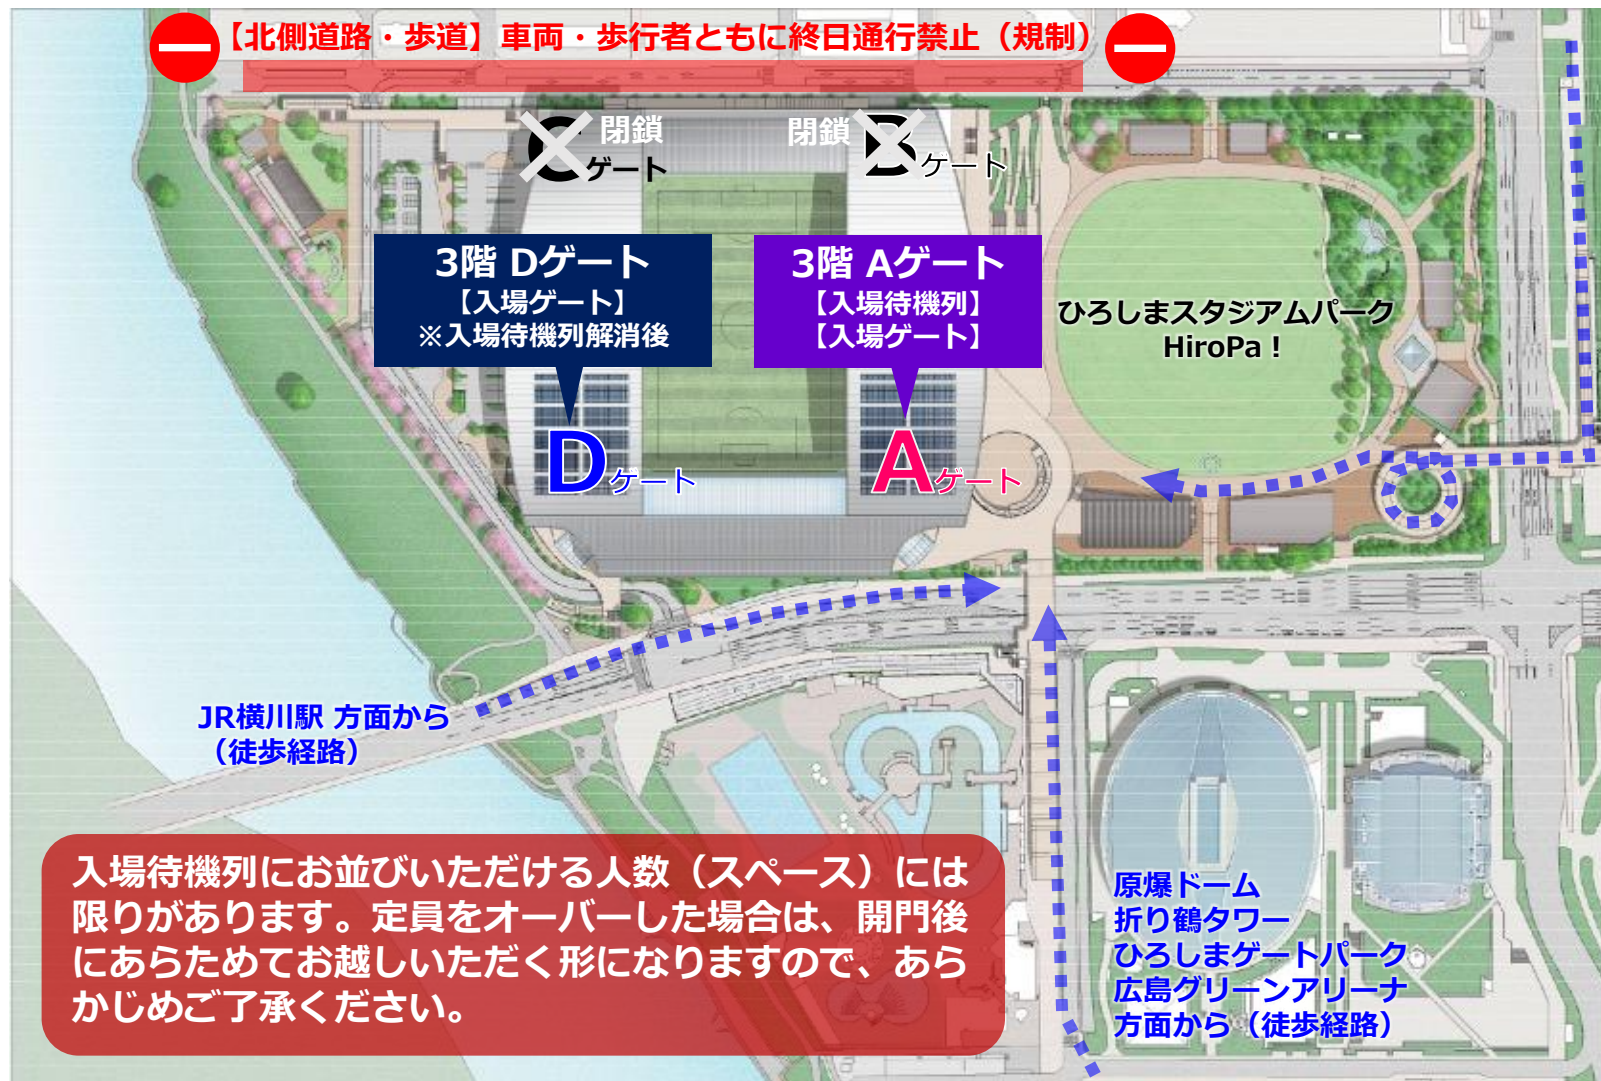 【北側道路・歩道】車両・歩行者ともに終日通行禁止（規制）
C 閉鎖
ゲート
閉鎖 B
ゲート
3階 Dゲート
【入場ゲート】
※入場待機列解消後
3階 Aゲート
【入場待機列】
【入場ゲート】
ひろしまスタジアムパーク
HiroPa！
Dゲート
Aゲート
JR横川駅 方面から
（徒歩経路）
入場待機列にお並びいただける人数（スペース）には
限りがあります。定員をオーバーした場合は、開門後
にあらためてお越しいただく形になりますので、あら
かじめご了承ください。
原爆ドーム
折り鶴タワー
ひろしまゲートパーク
広島グリーンアリーナ
方面から（徒歩経路）